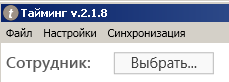 Тайминг v.2.1.8
Файл Настройки Синхронизация
Сотрудник: Выбрать...